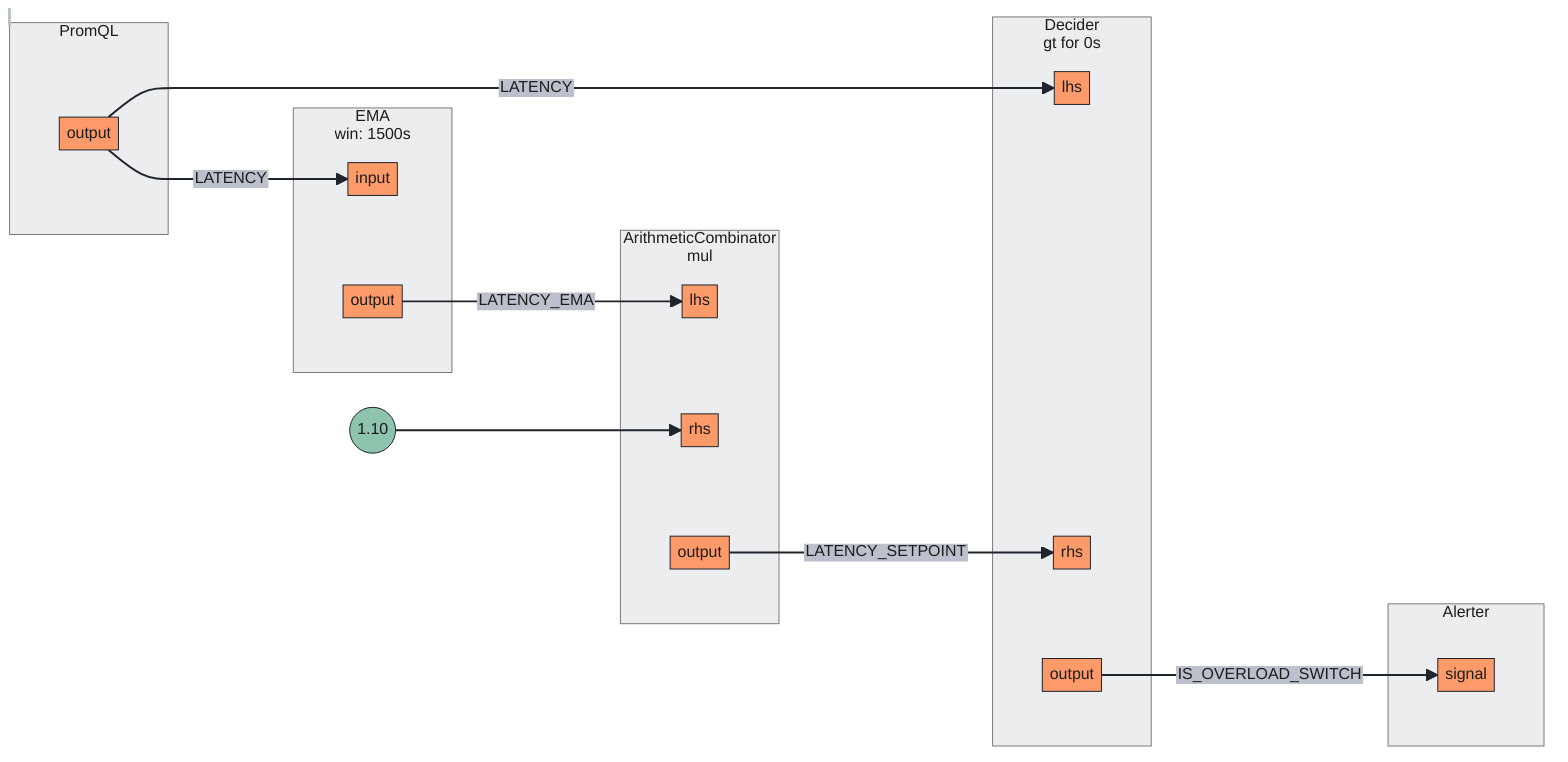 PromQL
output
LATENCY
LATENCY
EMA
win: 1500s
input
output
LATENCY_EMA
1.10
ArithmeticCombinator
mul
lhs
rhs
output
LATENCY_SETPOINT
Decider
gt for 0s
lhs
rhs
output
IS_OVERLOAD_SWITCH
Alerter
signal